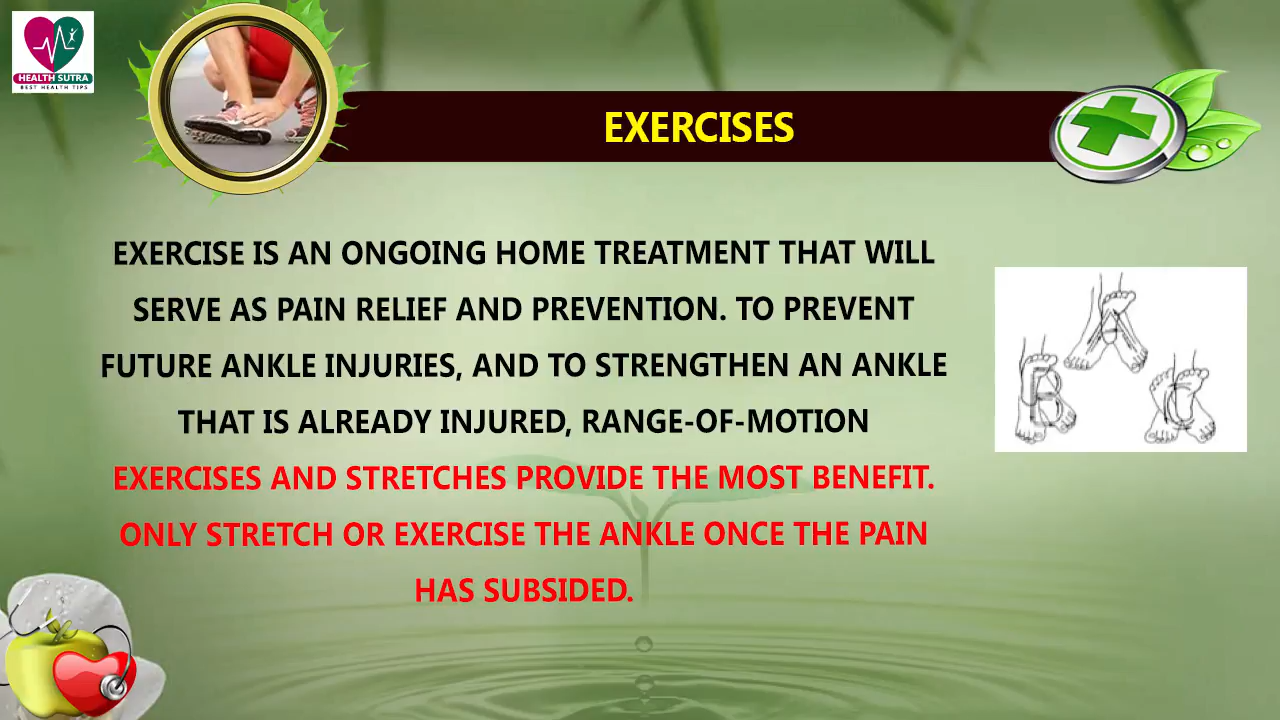 HEALTH SUTRA
BEST HEALTH TIPS
EXERCISES
EXERCISE IS AN ONGOING HOME TREATMENT THAT WILL
SERVE AS PAIN RELIEF AND PREVENTION. TO PREVENT
FUTURE ANKLE INJURIES, AND TO STRENGTHEN AN ANKLE
THAT IS ALREADY INJURED, RANGE-OF-MOTION
EXERCISES AND STRETCHES PROVIDE THE MOST BENEFIT.
ONLY STRETCH OR EXERCISE THE ANKLE ONCE THE PAIN
HAS SUBSIDED.
A
B
C